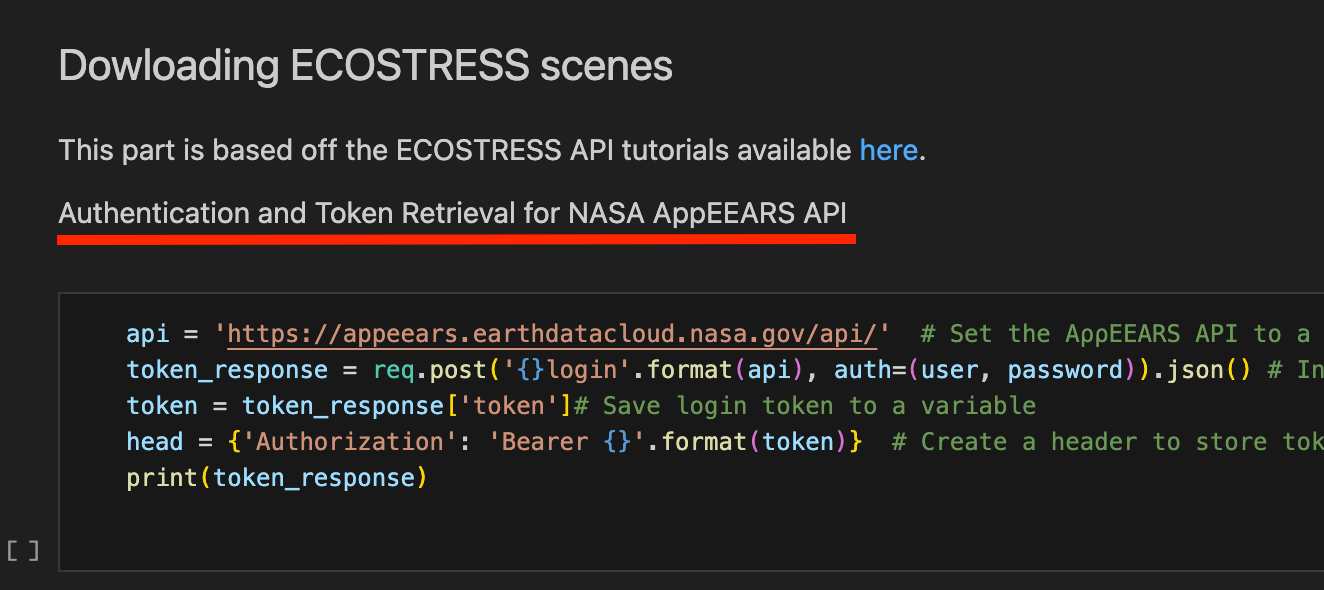 Dowloading ECOSTRESS scenes
This part is based off the ECOSTRESS API tutorials available here.
Authentication and Token Retrieval for NASA AppEEARS API
api = 'https://appeears.earthdatacloud.nasa.gov/api/'  # Set the AppEEARS API to a
token_response = req.post('{}login'.format(api), auth=(user, password)).json() # In
token = token_response['token']# Save login token to a variable
head = {'Authorization': 'Bearer {}'.format(token)}  # Create a header to store tok
print(token_response)
[ ]